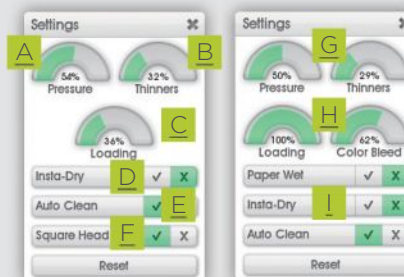 Settings ✖
A B
54% 32%
Pressure Thinners
C
36%
Loading
Insta-Dry D ✓ X
Auto Clean ✓ E
Square Head F ✓ X
Reset
Settings ✖
G
50% 29%
Pressure Thinners
H
100% 62%
Loading Color Bleed
Paper Wet ✓ X
Insta-Dry I ✓ X
Auto Clean ✓ X
Reset